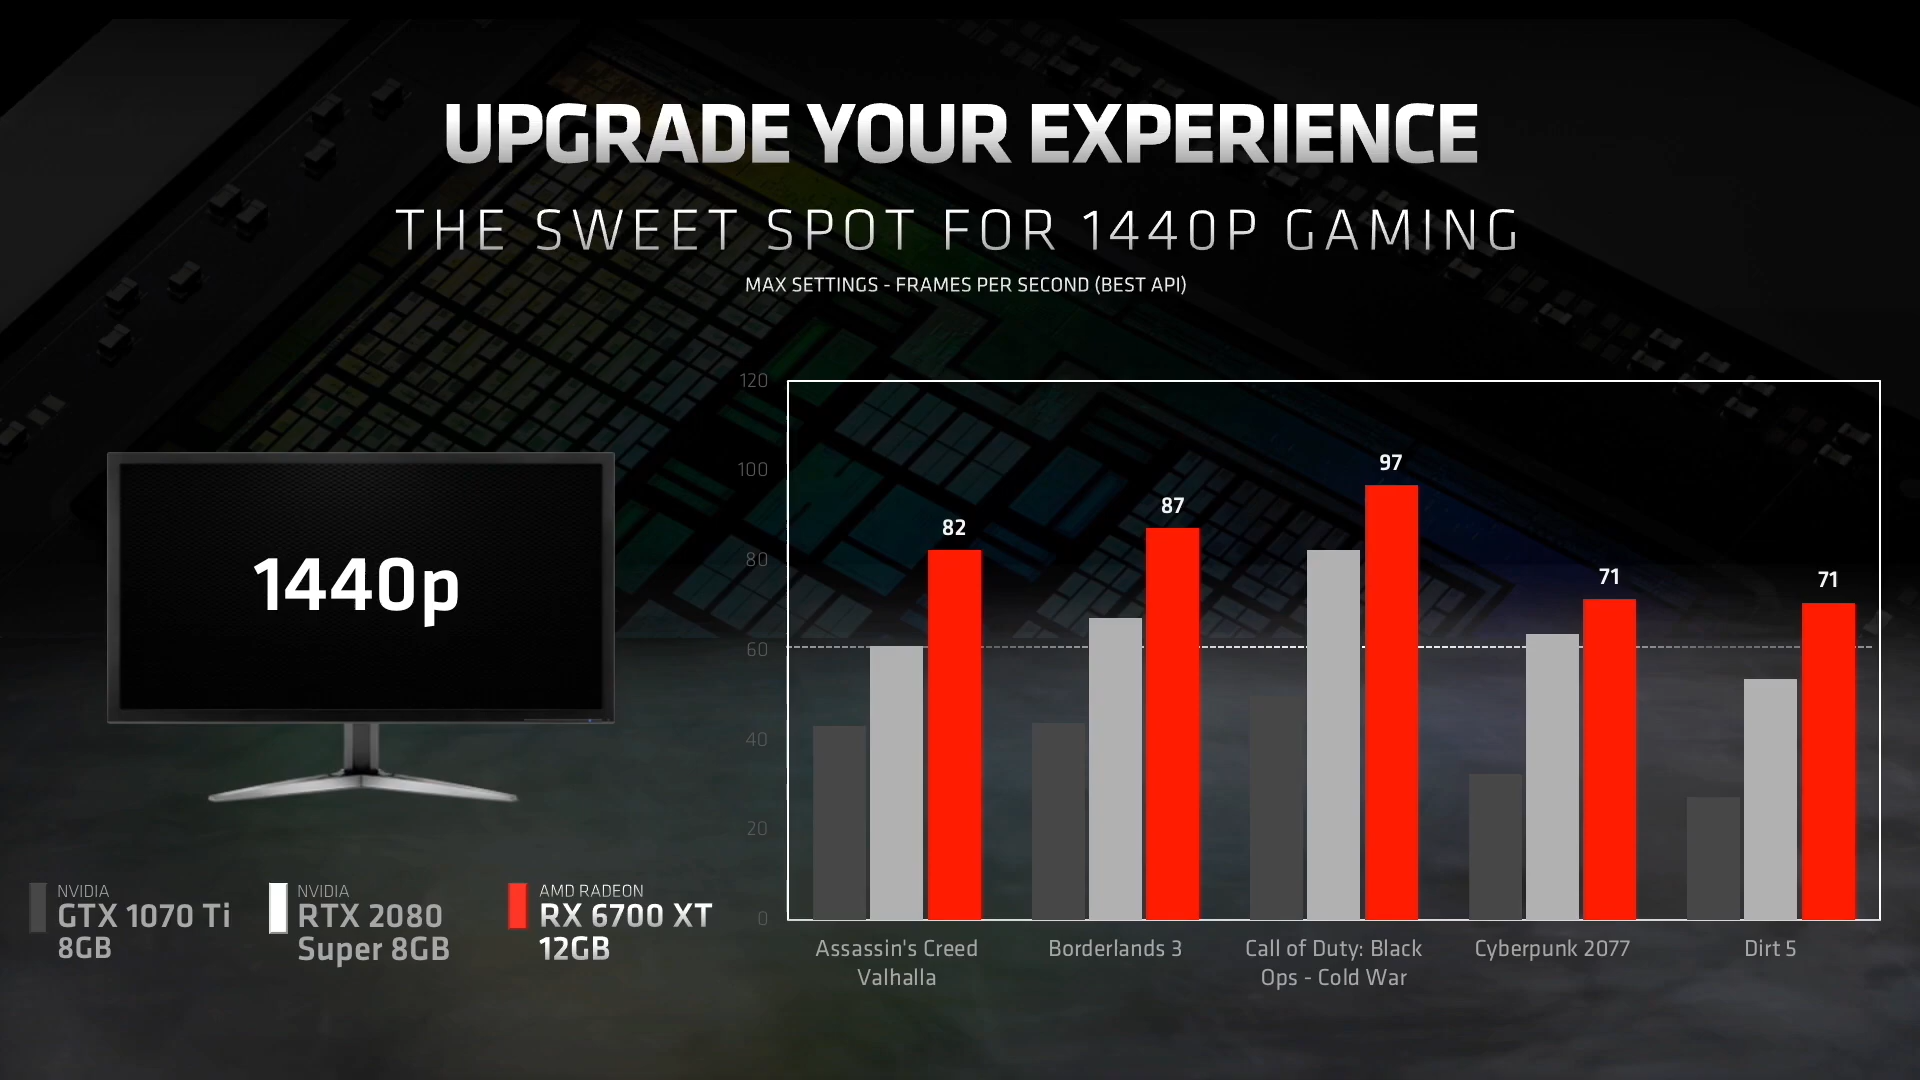 UPGRADE YOUR EXPERIENCE
THE SWEET SPOT FOR 1440P GAMING
MAX SETTINGS - FRAMES PER SECOND (BEST API)
1440p
NVIDIA
GTX 1070 Ti
8GB
NVIDIA
RTX 2080
Super 8GB
AMD RADEON
RX 6700 XT
12GB
120
100
80
60
40
20
0
82
87
97
71
71
Assassin's Creed
Valhalla
Borderlands 3
Call of Duty: Black
Ops - Cold War
Cyberpunk 2077
Dirt 5